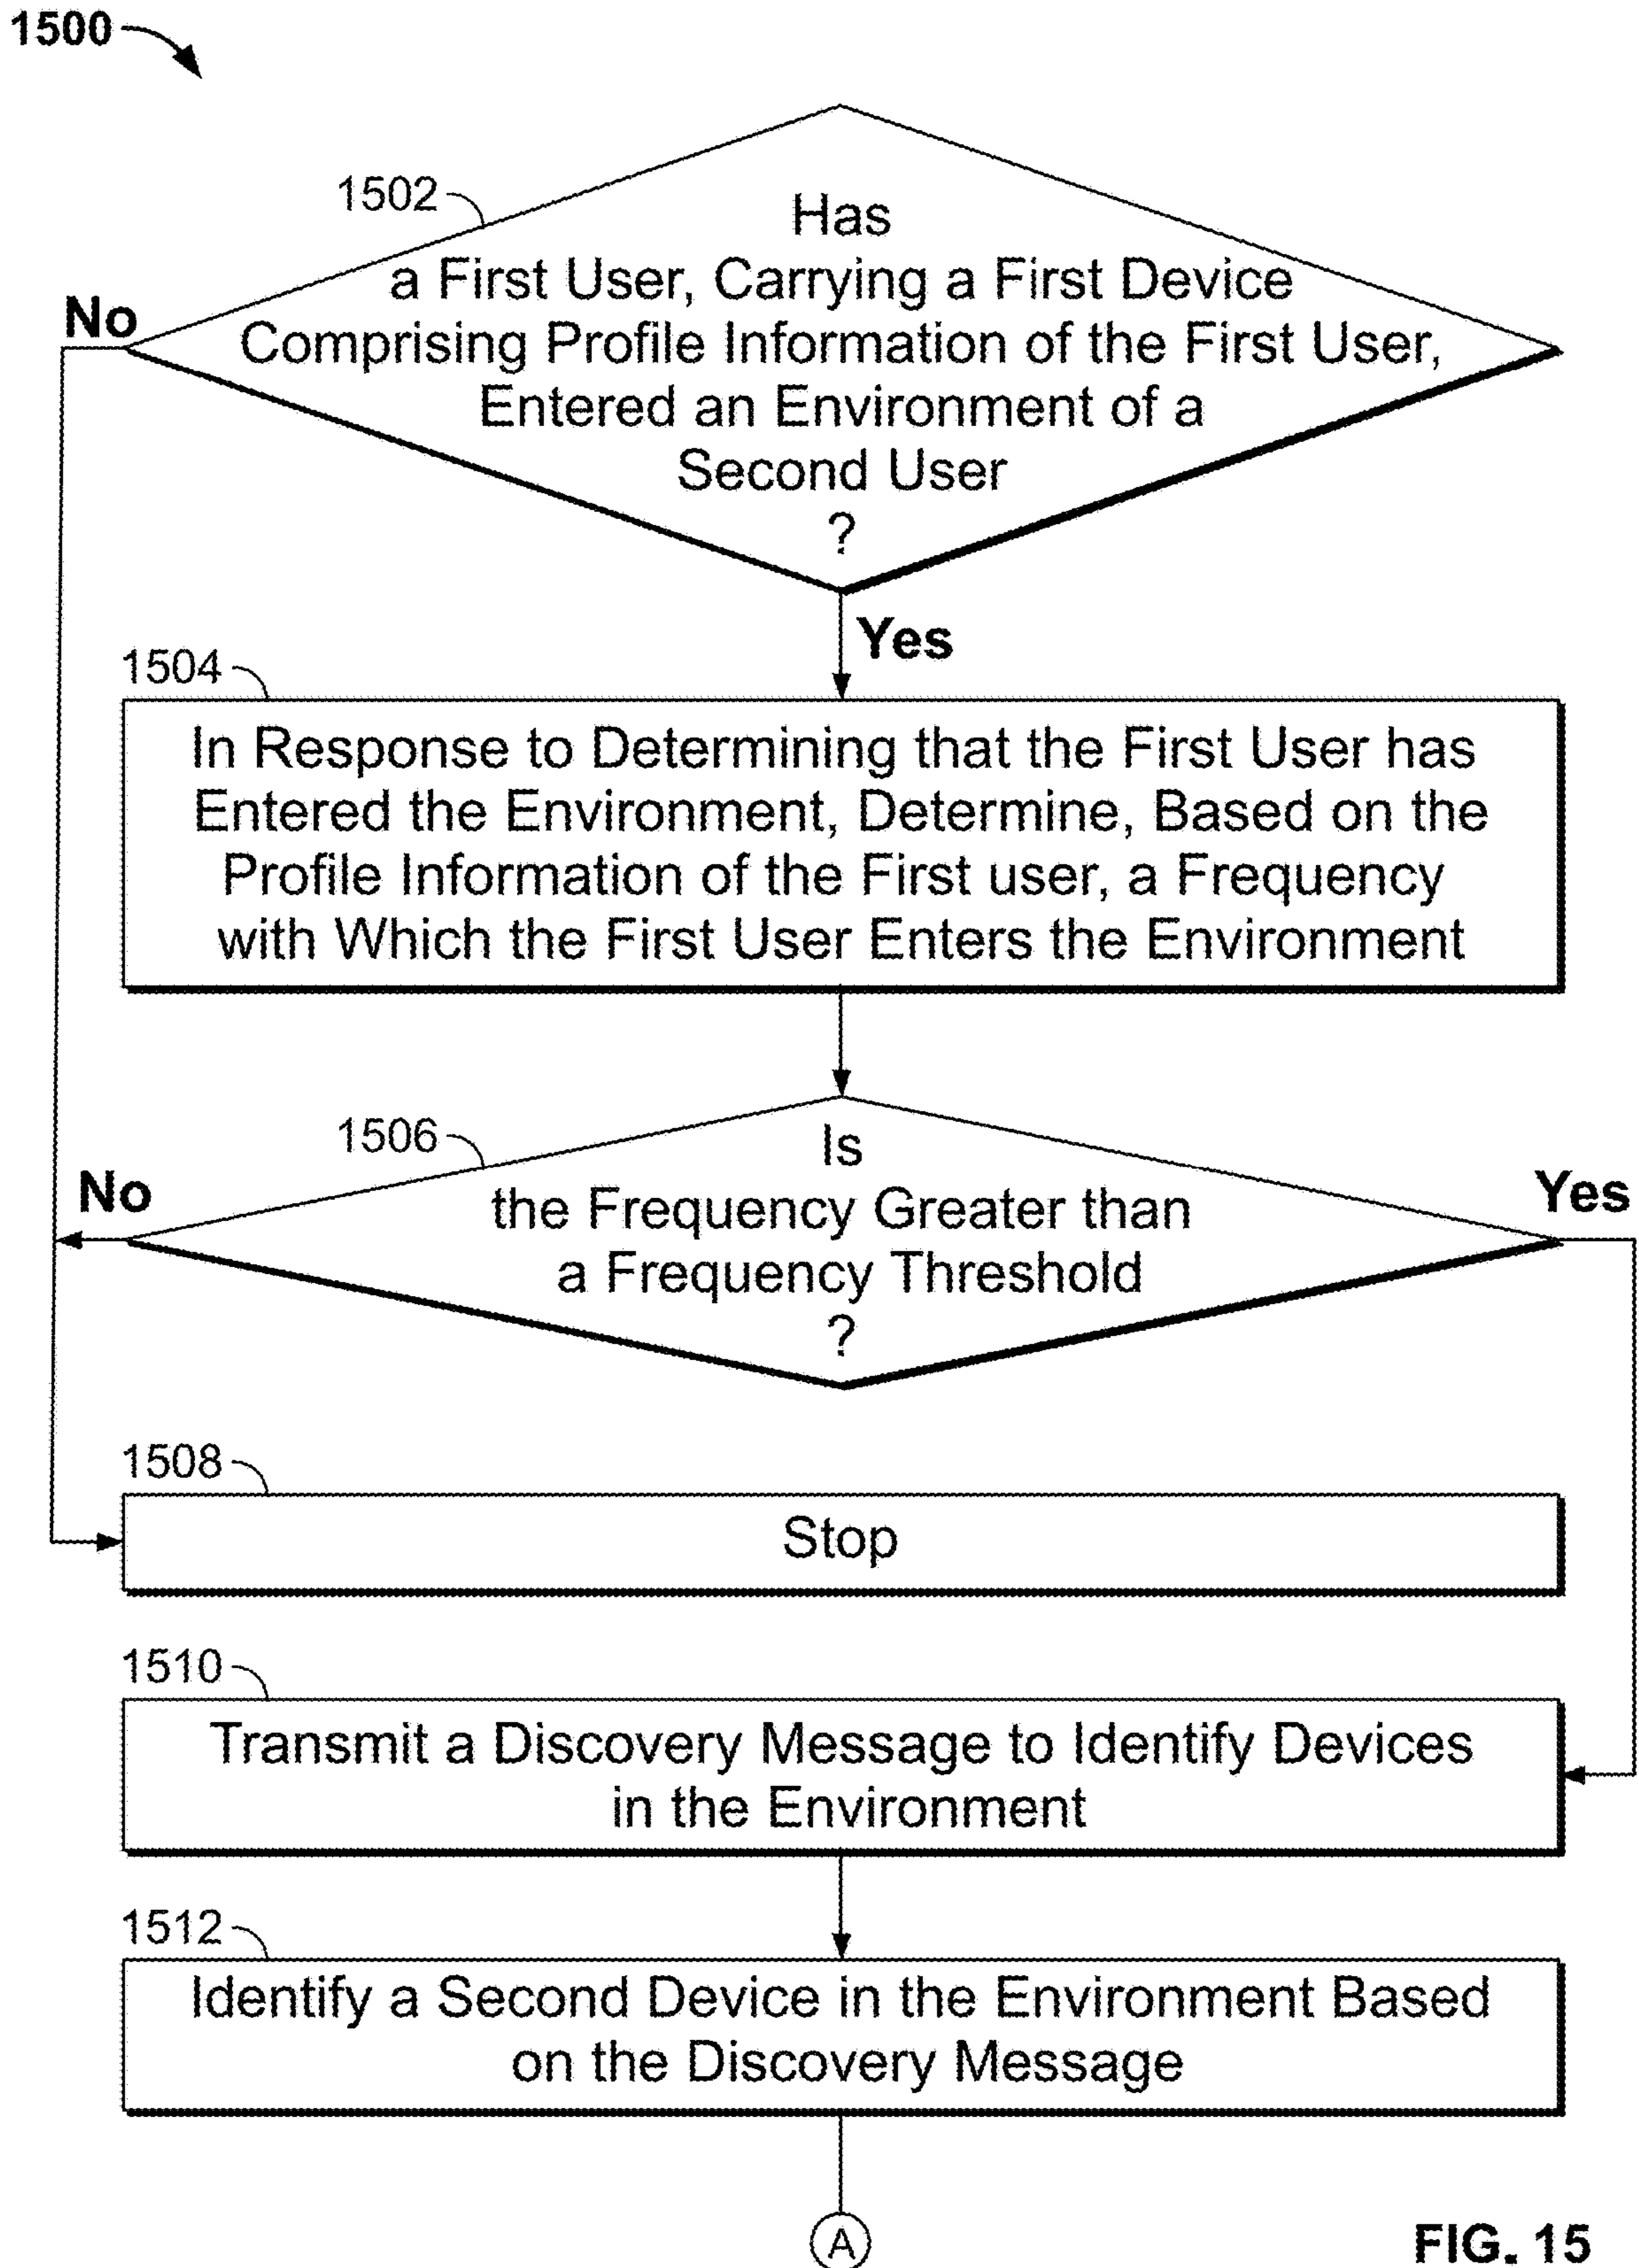 1500
1502
Has
a First User, Carrying a First Device
Comprising Profile Information of the First User,
Entered an Environment of a
Second User
?
No
Yes
1504
In Response to Determining that the First User has
Entered the Environment, Determine, Based on the
Profile Information of the First user, a Frequency
with Which the First User Enters the Environment
1506
Is
the Frequency Greater than
a Frequency Threshold
?
No
Yes
1508
Stop
1510
Transmit a Discovery Message to Identify Devices
in the Environment
1512
Identify a Second Device in the Environment Based
on the Discovery Message
A
FIG. 15